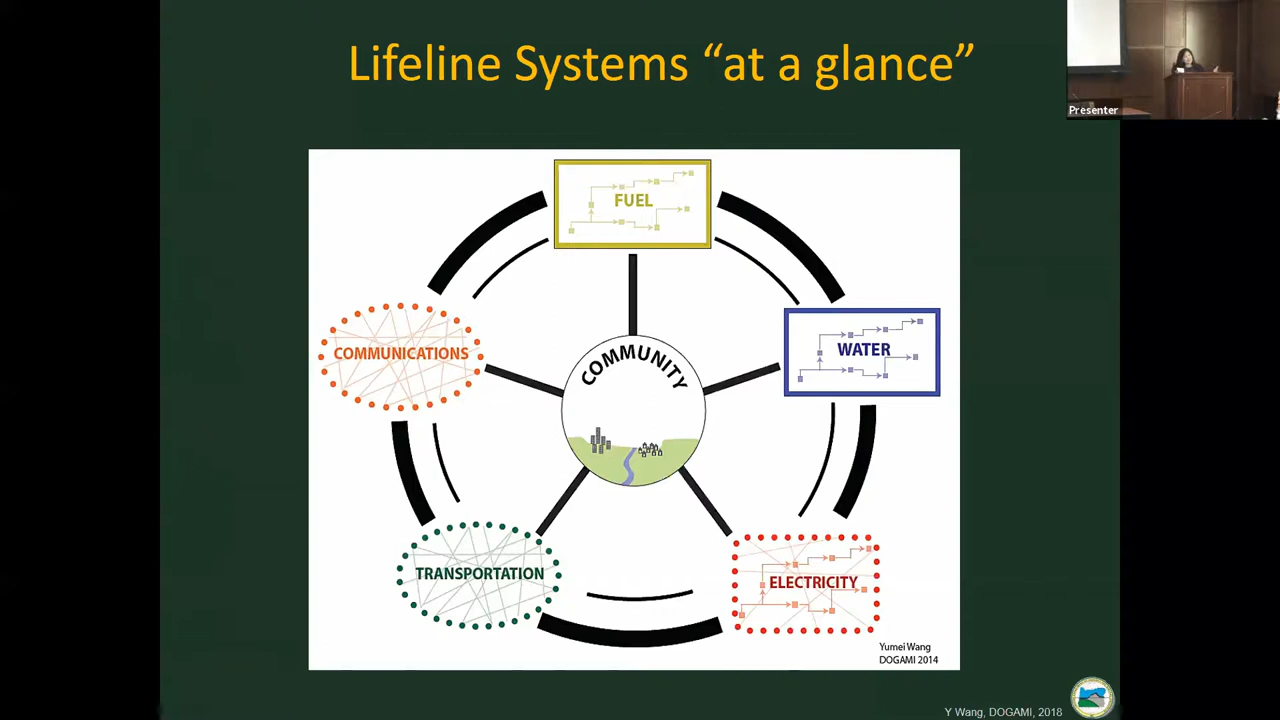 Lifeline Systems “at a glance”
Presenter
FUEL
WATER
COMMUNICATIONS
COMMUNITY
TRANSPORTATION
ELECTRICITY
Yumei Wang
DOGAMI 2014
Y Wang, DOGAMI, 2018